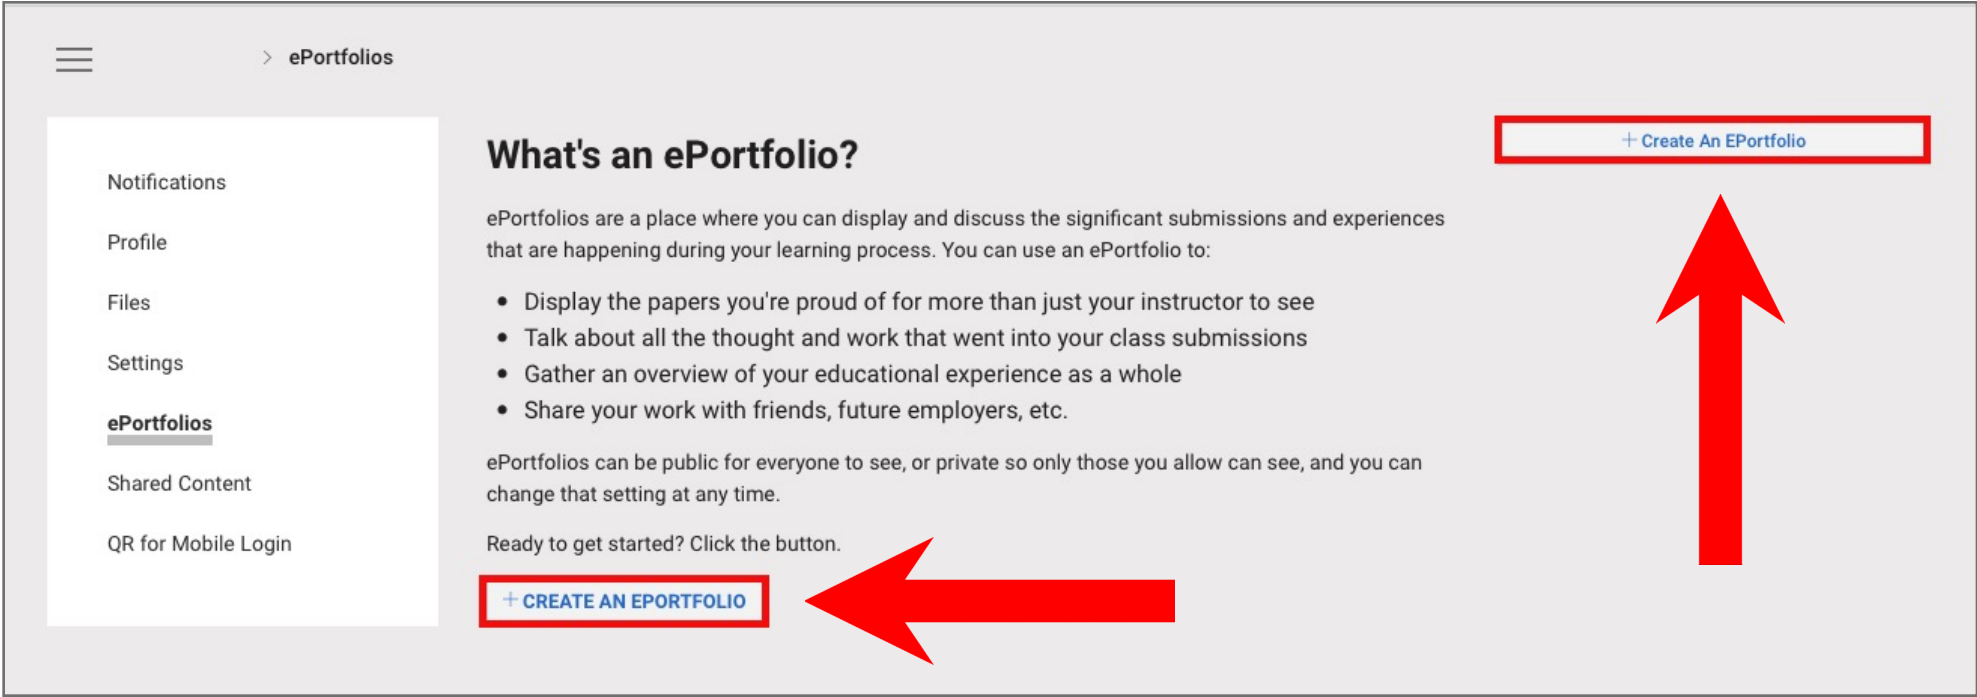 > ePortfolios
Notifications
Profile
Files
Settings
ePortfolios
Shared Content
QR for Mobile Login
What's an ePortfolio?
ePortfolios are a place where you can display and discuss the significant submissions and experiences
that are happening during your learning process. You can use an ePortfolio to:
• Display the papers you're proud of for more than just your instructor to see
• Talk about all the thought and work that went into your class submissions
• Gather an overview of your educational experience as a whole
• Share your work with friends, future employers, etc.
ePortfolios can be public for everyone to see, or private so only those you allow can see, and you can
change that setting at any time.
Ready to get started? Click the button.
+ CREATE AN EPORTFOLIO
+ Create An EPortfolio